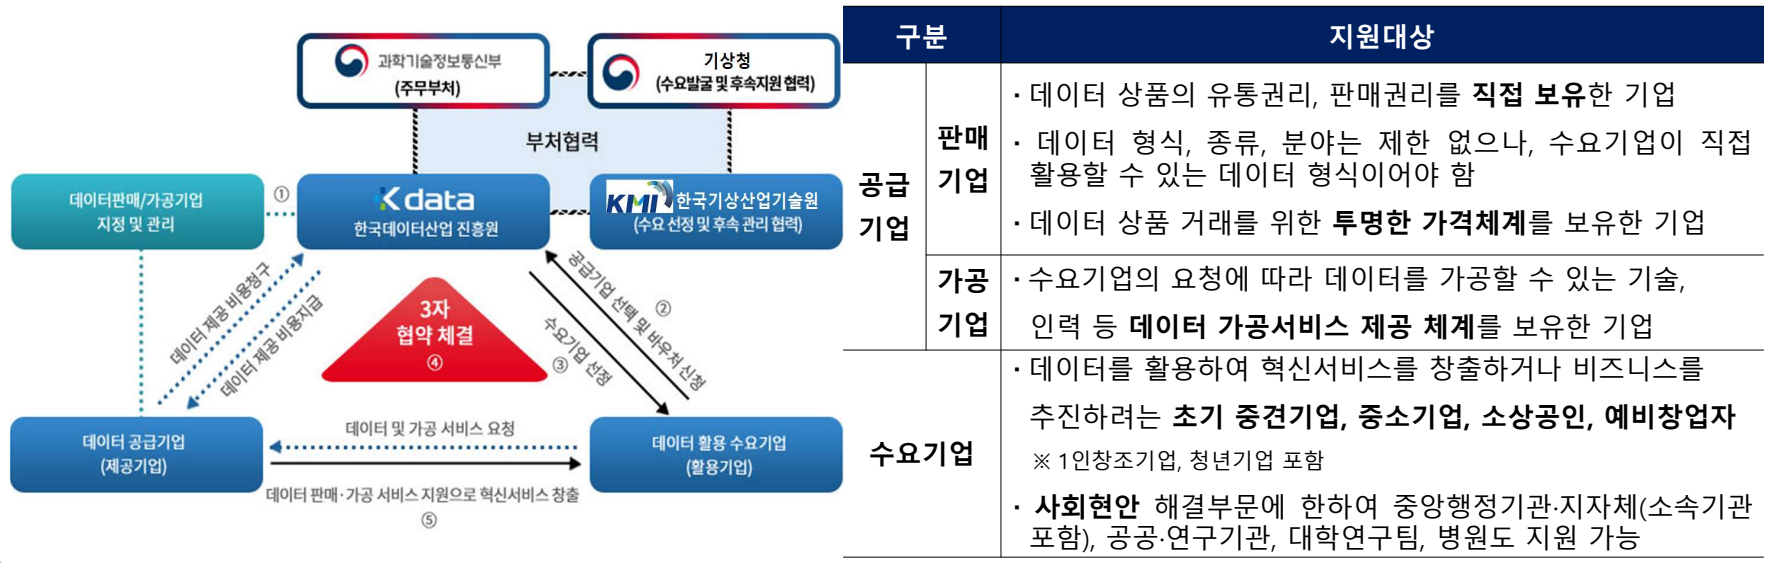 과학기술정보통신부
(주무부처)
기상청
(수요발굴 및 후속지원 협력)
부처협력
데이터판매/가공기업
지정 및 관리
①
Kdata
한국데이터산업 진흥원
KMI 한국기상산업기술원
(수요 선정 및 후속 관리 협력)
데이터 제공 비용청구
데이터 제공 비용지급
3자
협약 체결
④
공급기업 선택 및 바우처 신청
②
수요기업 선정
③
데이터 공급기업
(제공기업)
데이터 및 가공 서비스 요청
데이터 활용 수요기업
(활용기업)
데이터 판매·가공 서비스 지원으로 혁신서비스 창출
⑤
구분 지원대상
공급
기업
판매
기업
· 데이터 상품의 유통권리, 판매권리를 직접 보유한 기업
· 데이터 형식, 종류, 분야는 제한 없으나, 수요기업이 직접
활용할 수 있는 데이터 형식이어야 함
· 데이터 상품 거래를 위한 투명한 가격체계를 보유한 기업
가공
기업
· 수요기업의 요청에 따라 데이터를 가공할 수 있는 기술,
인력 등 데이터 가공서비스 제공 체계를 보유한 기업
수요기업
· 데이터를 활용하여 혁신서비스를 창출하거나 비즈니스를
추진하려는 초기 중견기업, 중소기업, 소상공인, 예비창업자
※ 1인창조기업, 청년기업 포함
· 사회현안 해결부문에 한하여 중앙행정기관·지자체(소속기관
포함), 공공·연구기관, 대학연구팀, 병원도 지원 가능